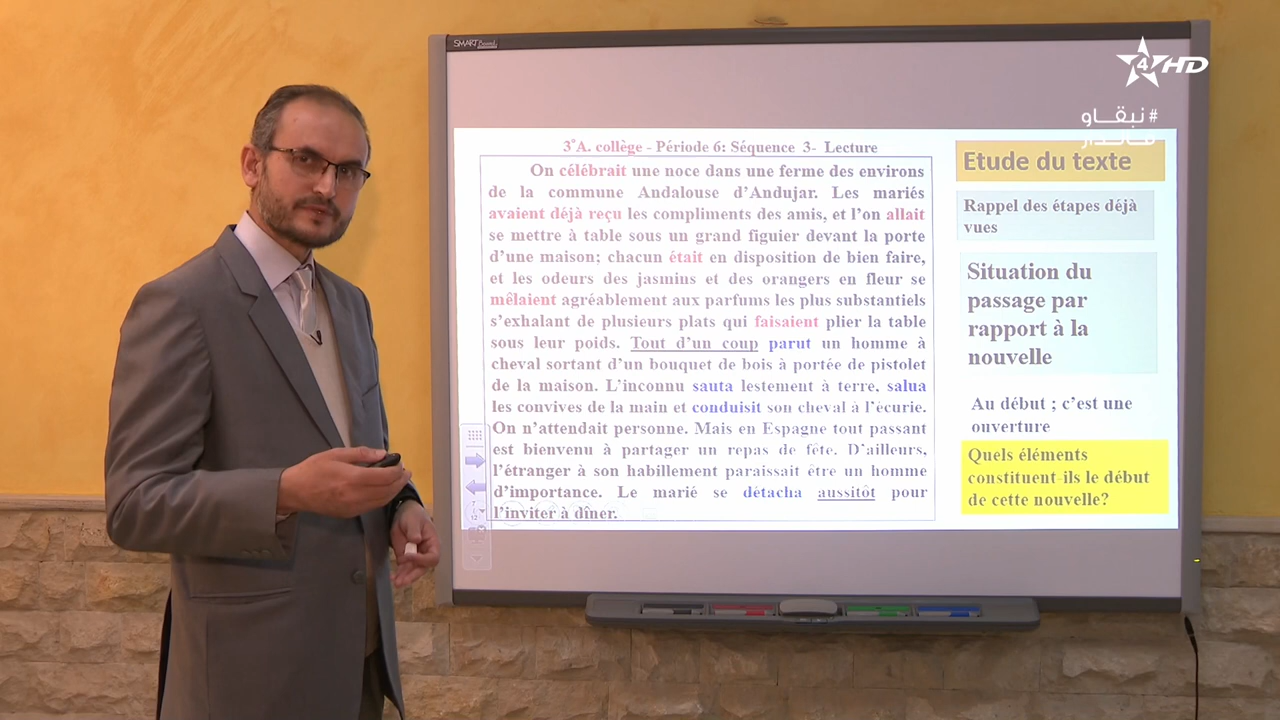 SMART Board
4 HD
#نبقاو
فالدار
3°A. collège - Période 6: Séquence 3- Lecture
On célébrait une noce dans une ferme des environs
de la commune Andalouse d'Andujar. Les mariés
avaient déjà reçu les compliments des amis, et l'on allait
se mettre à table sous un grand figuier devant la porte
d'une maison; chacun était en disposition de bien faire,
et les odeurs des jasmins et des orangers en fleur se
mêlaient agréablement aux parfums les plus substantiels
s'exhalant de plusieurs plats qui faisaient plier la table
sous leur poids. Tout d'un coup parut un homme à
cheval sortant d'un bouquet de bois à portée de pistolet
de la maison. L'inconnu sauta lestement à terre, salua
les convives de la main et conduisit son cheval à l'écurie.
On n'attendait personne. Mais en Espagne tout passant
est bienvenu à partager un repas de fête. D'ailleurs,
l'étranger à son habillement paraissait être un homme
d'importance. Le marié se détacha aussitôt pour
l'inviter à dîner.
Etude du texte
Rappel des étapes déjà
vues
Situation du
passage par
rapport à la
nouvelle
Au début ; c'est une
ouverture
Quels éléments
constituent-ils le début
de cette nouvelle?